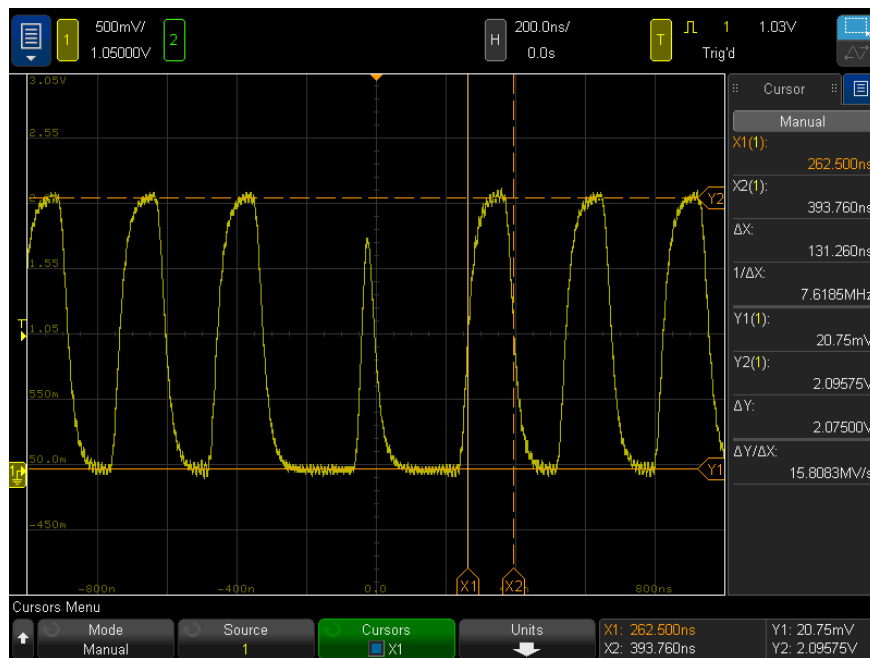 500mV/
1
1.05000V
2
H
200.0ns/
0.0s
T
1
1.03V
Trig'd
3.05V
2.55
1.55
1.05
550m
50.0m
-450m
-800n
-400n
0.0
800ns
Y2
Y1
X1
X2
T
1
Cursor
Manual
X1(1):
262.500ns
X2(1):
393.760ns
ΔX:
131.260ns
1/ΔX:
7.6185MHz
Y1(1):
20.75mV
Y2(1):
2.09575V
ΔY:
2.07500V
ΔY/ΔX:
15.8083MV/s
Cursors Menu
Mode
Manual
Source
1
Cursors
X1
Units
X1: 262.500ns
X2: 393.760ns
Y1: 20.75mV
Y2: 2.09575V